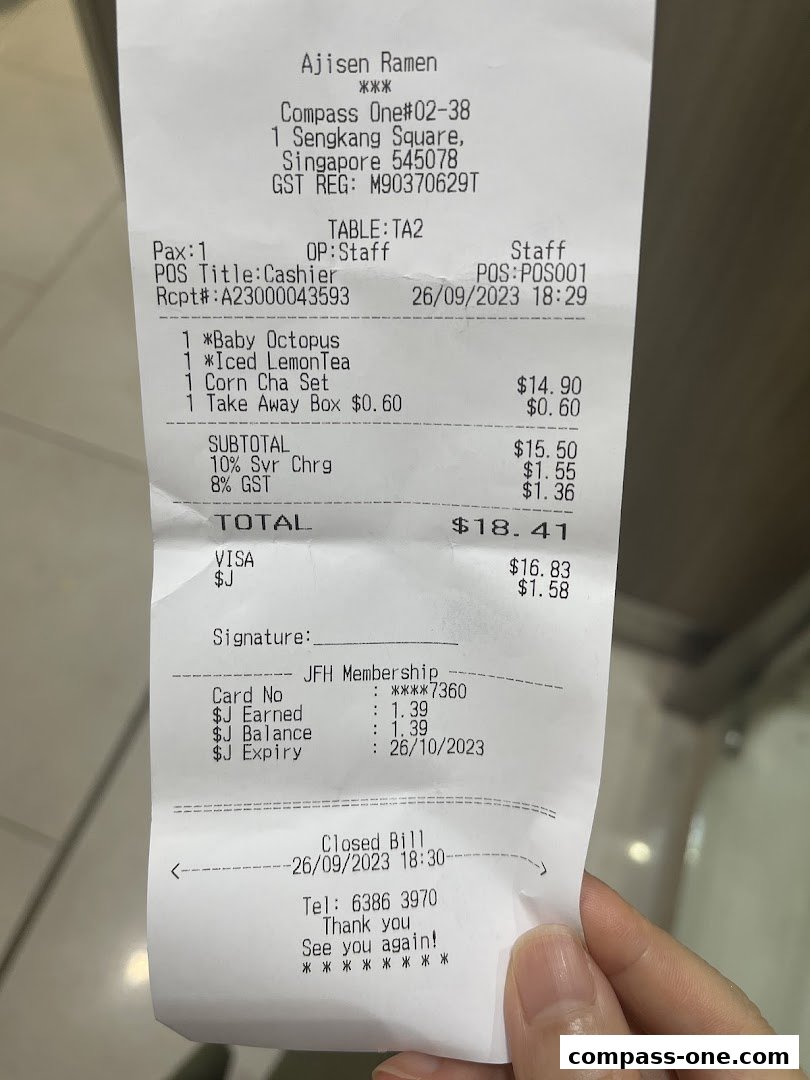 Ajisen Ramen
***
Compass One#02-38
1 Sengkang Square,
Singapore 545078
GST REG: M90370629T
TABLE:TA2
Pax:1 OP:Staff Staff
POS Title:Cashier POS:POS001
Rcpt#:A23000043593 26/09/2023 18:29
1 *Baby Octopus
1 *Iced LemonTea
1 Corn Cha Set $14.90
1 Take Away Box $0.60 $0.60
SUBTOTAL $15.50
10% Svr Chrg $1.55
8% GST $1.36
TOTAL $18.41
VISA $16.83
$J $1.58
Signature:______________
JFH Membership
Card No : ****7360
$J Earned : 1.39
$J Balance : 1.39
$J Expiry : 26/10/2023
Closed Bill
26/09/2023 18:30
Tel: 6386 3970
Thank you
See you again!
* * * * * * * *
compass-one.com